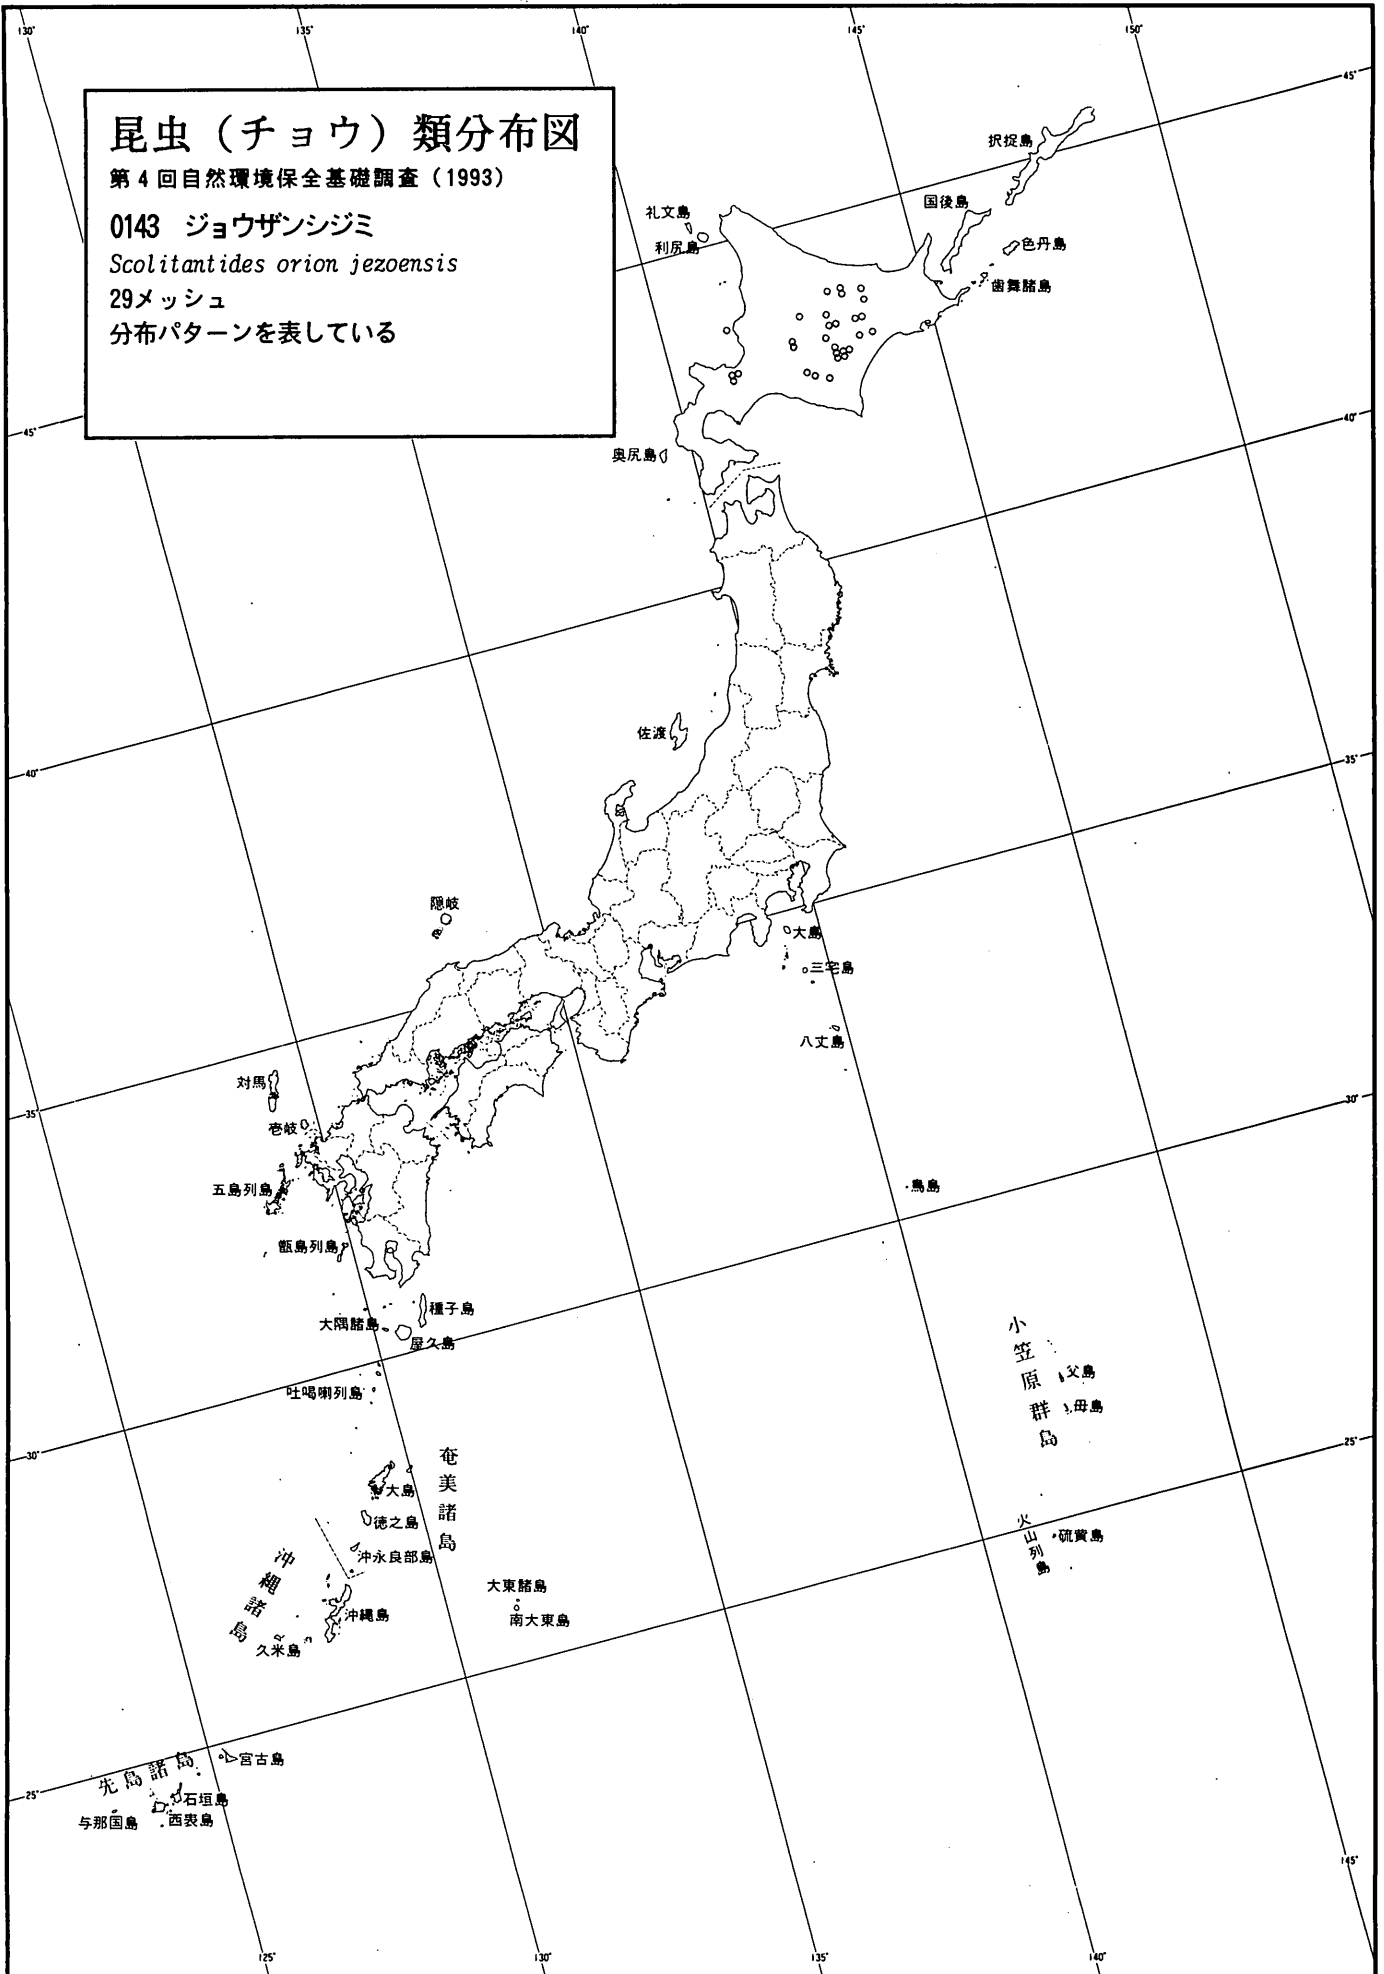 130°
135°
140°
145°
150°
45°
昆虫（チョウ）類分布図
第4回自然環境保全基礎調査（1993）
0143 ジョウザンシジミ
Scolitantides orion jezoensis
29メッシュ
分布パターンを表している
択捉島
国後島
礼文島
利尻島
色丹島
歯舞諸島
40°
45°
奥尻島
佐渡
35°
40°
隠岐
大島
三宅島
八丈島
対馬
30°
35°
壱岐
五島列島
鳥島
甑島列島
種子島
大隅諸島
屋久島
小笠原群島
父島
吐噶喇列島
母島
25°
30°
奄美諸島
大島
徳之島
火山列島
硫黄島
沖永良部島
沖縄諸島
大東諸島
沖縄島
南大東島
久米島
宮古島
先島諸島
25°
石垣島
与那国島
西表島
145°
125°
130°
135°
140°